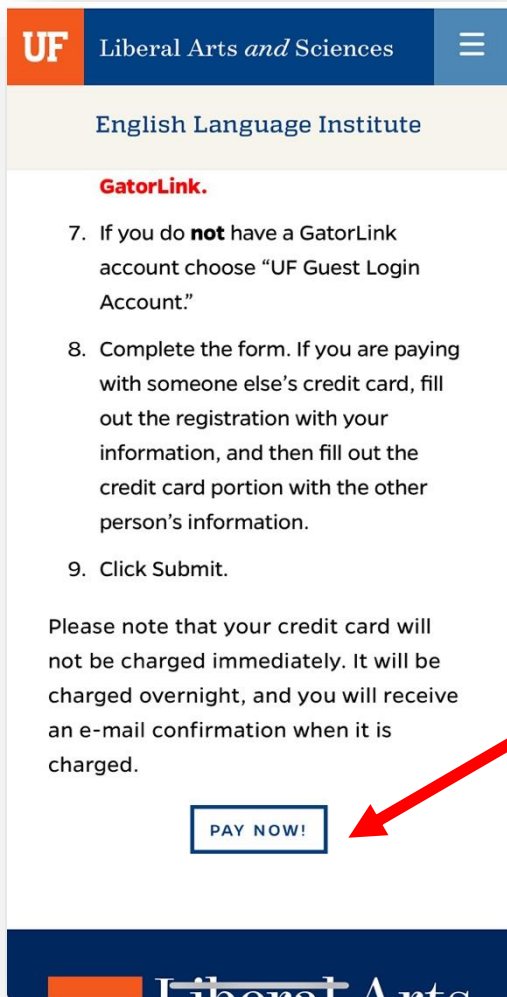 UF Liberal Arts and Sciences
English Language Institute
GatorLink.
7. If you do not have a GatorLink
account choose “UF Guest Login
Account.”
8. Complete the form. If you are paying
with someone else’s credit card, fill
out the registration with your
information, and then fill out the
credit card portion with the other
person’s information.
9. Click Submit.
Please note that your credit card will
not be charged immediately. It will be
charged overnight, and you will receive
an e-mail confirmation when it is
charged.
PAY NOW!
Liberal Arts